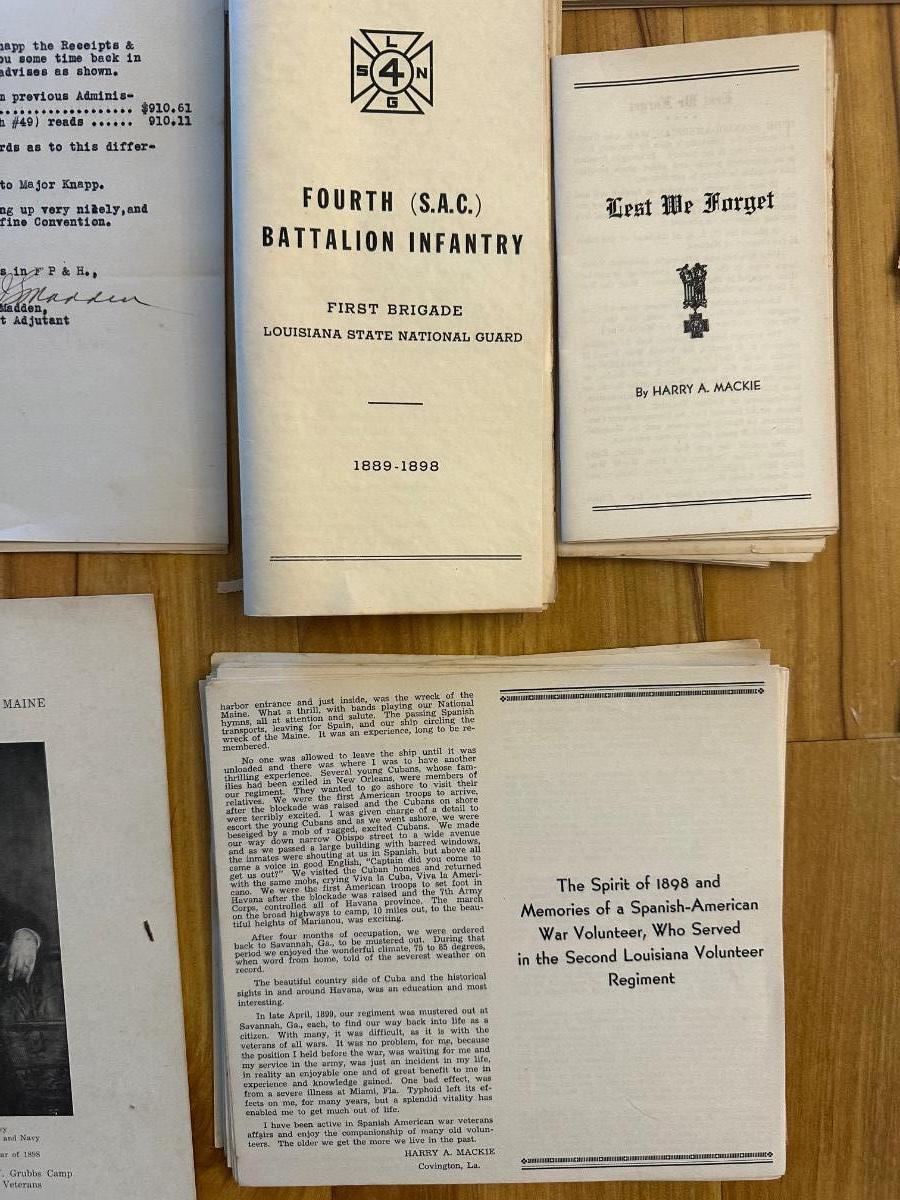 napp the Receipts &
ou some time back in
advises as shown.
n previous Adminis-
.................. $910.61
h #49) reads ...... 910.11
rds as to this differ-
to Major Knapp.
ng up very nikely,and
fine Convention.
s in F P & H.,
Madden
Madden,
t Adjutant
L
S 4 N
G
FOURTH (S.A.C.)
BATTALION INFANTRY
FIRST BRIGADE
LOUISIANA STATE NATIONAL GUARD
1889-1898
Lest We Forget
By HARRY A. MACKIE
MAINE
ey
and Navy
ar of 1898
. Grubbs Camp
Veterans
harbor entrance and just inside, was the wreck of the
Maine. What a thrill, with bands playing our National
hymns, all at attention and salute. The passing Spanish
transports, leaving for Spain, and our ship circling the
wreck of the Maine. It was an experience, long to be re-
membered.
No one was allowed to leave the ship until it was
unloaded and there was where I was to have another
thrilling experience. Several young Cubans, whose fam-
ilies had been exiled in New Orleans, were members of
our regiment. They wanted to go ashore to visit their
relatives. We were the first American troops to arrive,
after the blockade was raised and the Cubans on shore
were terribly excited. I was given charge of a detail to
escort the young Cubans and as we went ashore, we were
beseiged by a mob of ragged, excited Cubans. We made
our way down narrow Obispo street to a wide avenue
and as we passed a large building with barred windows,
the inmates were shouting at us in Spanish, but above all
came a voice in good English, "Captain did you come to
get us out?" We visited the Cuban homes and returned
with the same mobs, crying Viva la Cuba, Viva la Ameri-
cano. We were the first American troops to set foot in
Havana after the blockade was raised and the 7th Army
Corps, controlled all of Havana province. The march
on the broad highways to camp, 10 miles out, to the beau-
tiful heights of Marianou, was exciting.
After four months of occupation, we were ordered
back to Savannah, Ga., to be mustered out. During that
period we enjoyed the wonderful climate, 75 to 85 degrees,
when word from home, told of the severest weather on
record.
The beautiful country side of Cuba and the historical
sights in and around Havana, was an education and most
interesting.
In late April, 1899, our regiment was mustered out at
Savannah, Ga., each, to find our way back into life as a
citizen. With many, it was difficult, as it is with the
veterans of all wars. It was no problem, for me, because
the position I held before the war, was waiting for me and
my service in the army, was just an incident in my life,
in reality an enjoyable one and of great benefit to me in
experience and knowledge gained. One bad effect, was
from a severe illness at Miami, Fla. Typhoid left its ef-
fects on me, for many years, but a splendid vitality has
enabled me to get much out of life.
I have been active in Spanish American war veterans
affairs and enjoy the companionship of many old volun-
teers. The older we get the more we live in the past.
HARRY A. MACKIE
Covington, La.
The Spirit of 1898 and
Memories of a Spanish-American
War Volunteer, Who Served
in the Second Louisiana Volunteer
Regiment